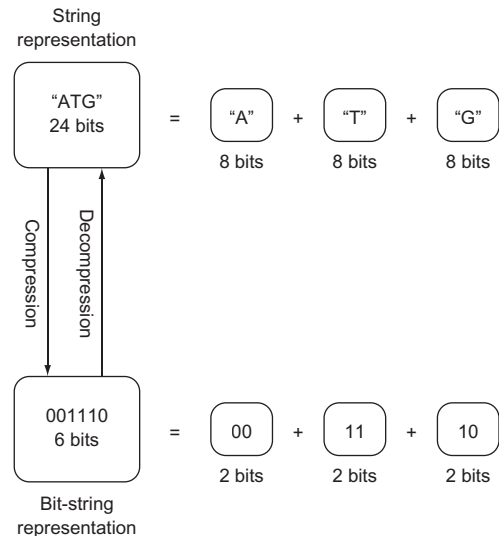 String
representation
“ATG”
24 bits
= “A” + “T” + “G”
8 bits 8 bits 8 bits
Compression
Decompression
001110
6 bits
= 00 + 11 + 10
2 bits 2 bits 2 bits
Bit-string
representation